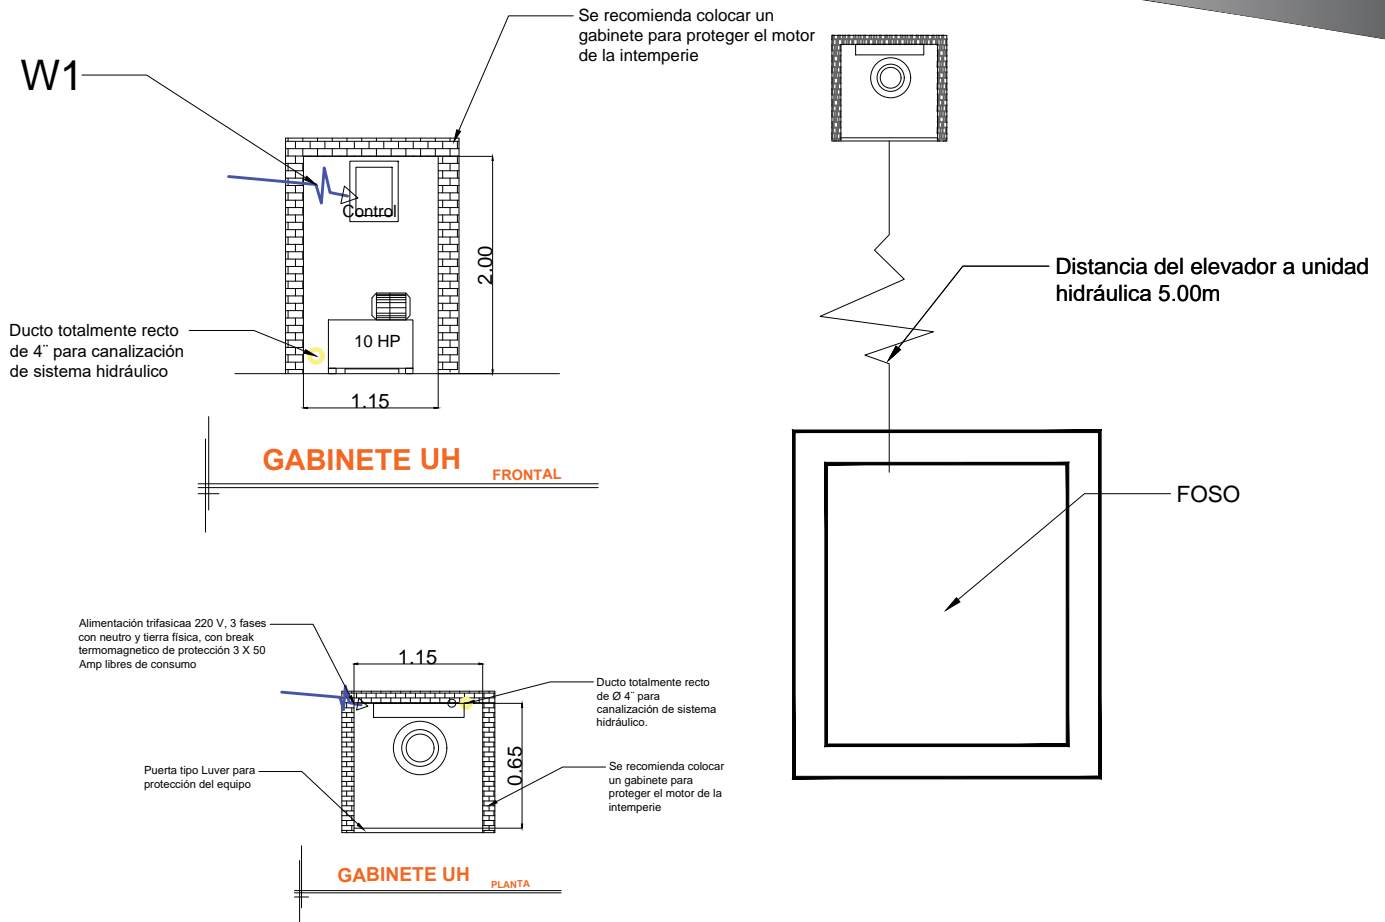 Se recomienda colocar un
gabinete para proteger el motor
de la intemperie
W1
Control
2.00
Ducto totalmente recto
de 4¨ para canalización
de sistema hidráulico
10 HP
1.15
GABINETE UH FRONTAL
Distancia del elevador a unidad
hidráulica 5.00m
FOSO
Alimentación trifasicaa 220 V, 3 fases
con neutro y tierra física, con break
termomagnetico de protección 3 X 50
Amp libres de consumo
1.15
Ducto totalmente recto
de Ø 4¨ para
canalización de sistema
hidráulico.
0.65
Puerta tipo Luver para
protección del equipo
Se recomienda colocar
un gabinete para
proteger el motor de la
intemperie
GABINETE UH PLANTA